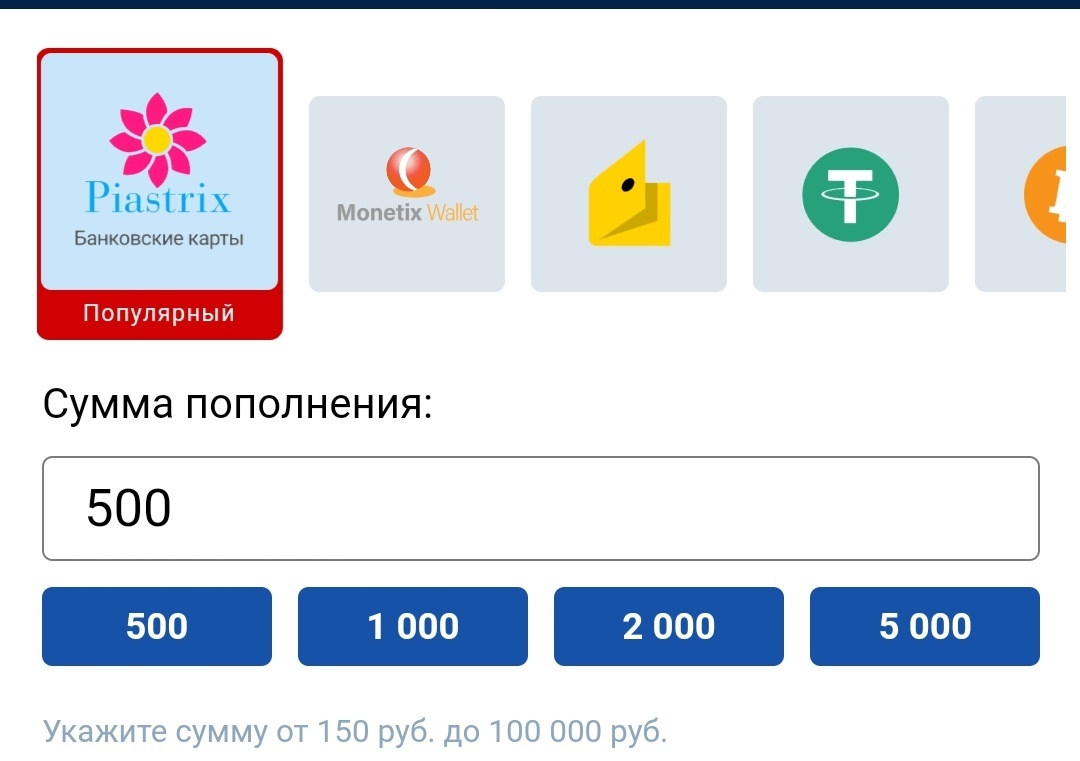 Piastrix
Банковские карты
Популярный
Monetix Wallet
Сумма пополнения:
500
500 1 000 2 000 5 000
Укажите сумму от 150 руб. до 100 000 руб.